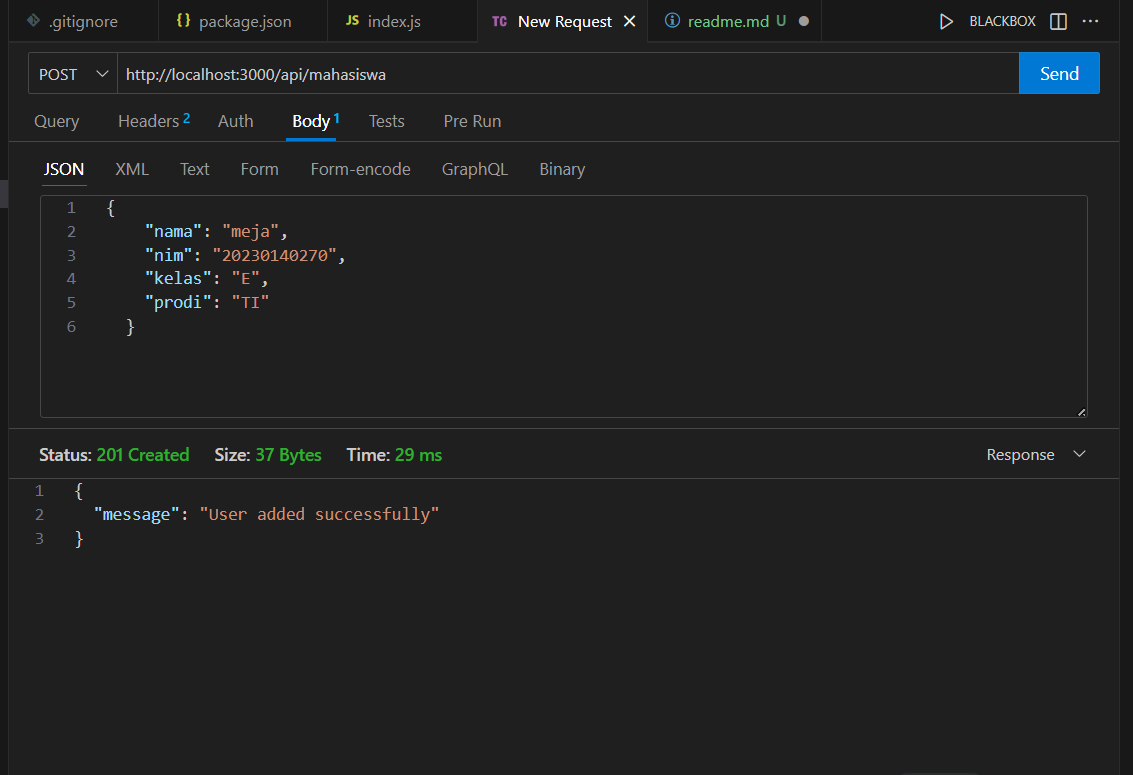 .gitignore {} package.json JS index.js TC New Request × readme.md U ● BLACKBOX ...
POST http://localhost:3000/api/mahasiswa Send
Query Headers 2 Auth Body 1 Tests Pre Run
JSON XML Text Form Form-encode GraphQL Binary
1 {
2 "nama": "meja",
3 "nim": "20230140270",
4 "kelas": "E",
5 "prodi": "TI"
6 }
Status: 201 Created Size: 37 Bytes Time: 29 ms Response
1 {
2 "message": "User added successfully"
3 }